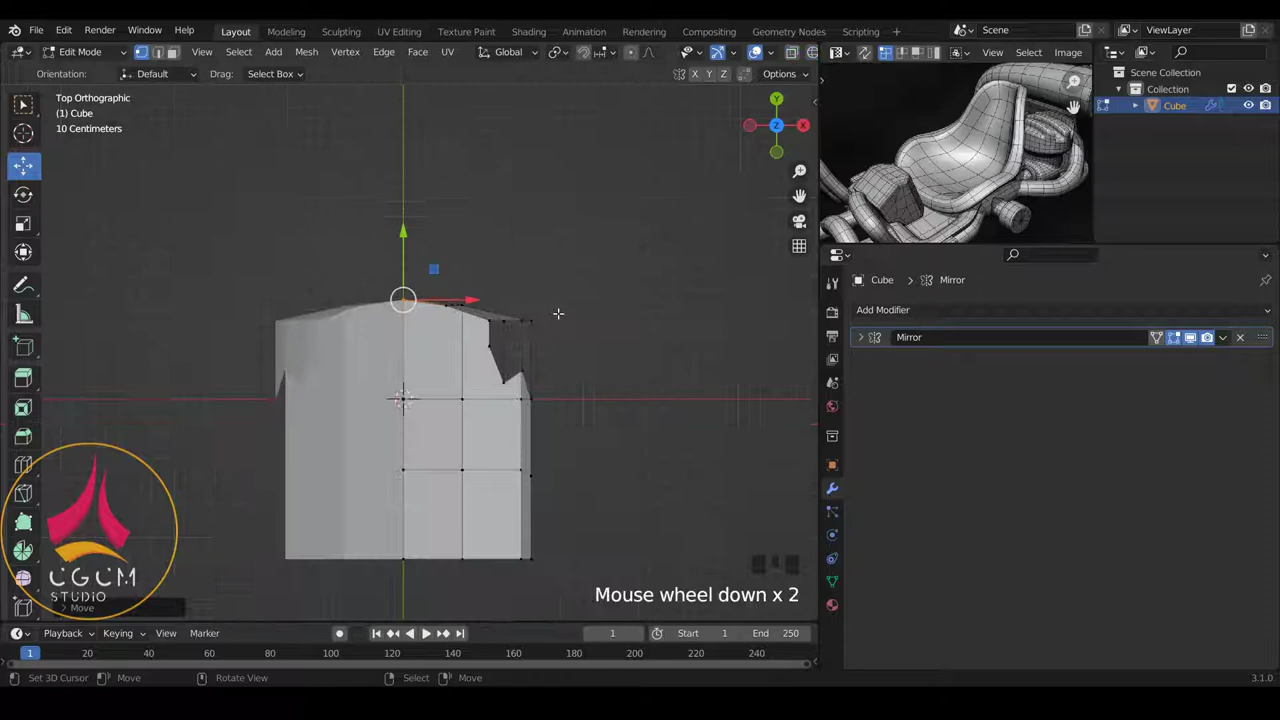 File Edit Render Window Help Layout Modeling Sculpting UV Editing Texture Paint Shading Animation Rendering Compositing Geometry Nodes Scripting Scene ViewLayer
Edit Mode View Select Add Mesh Vertex Edge Face UV Global View Select Image
Orientation: Default Drag: Select Box X Y Z Options
Scene Collection
Collection
Cube
Top Orthographic
(1) Cube
10 Centimeters
Y
Z
X
Cube Mirror
Add Modifier
Mirror
CGCM
STUDIO
Move
Mouse wheel down x 2
Playback Keying View Marker 1 Start 1 End 250
1 20 40 60 80 100 120 140 160 180 200 220 240
Set 3D Cursor Move Rotate View Select Move 3.1.0